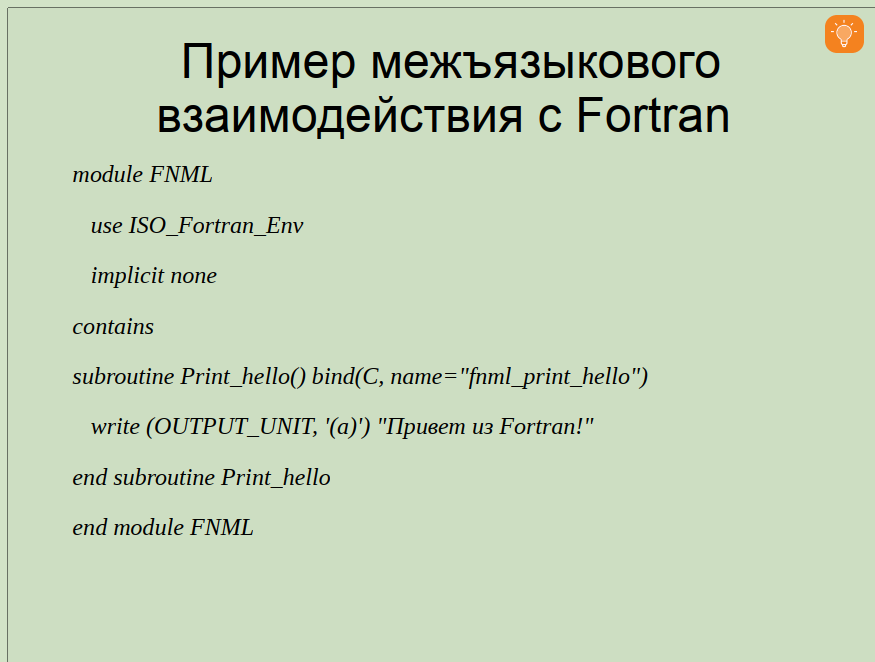 Пример межъязыкового
взаимодействия с Fortran
module FNML
use ISO_Fortran_Env
implicit none
contains
subroutine Print_hello() bind(C, name="fnml_print_hello")
write (OUTPUT_UNIT, '(a)') "Привет из Fortran!"
end subroutine Print_hello
end module FNML